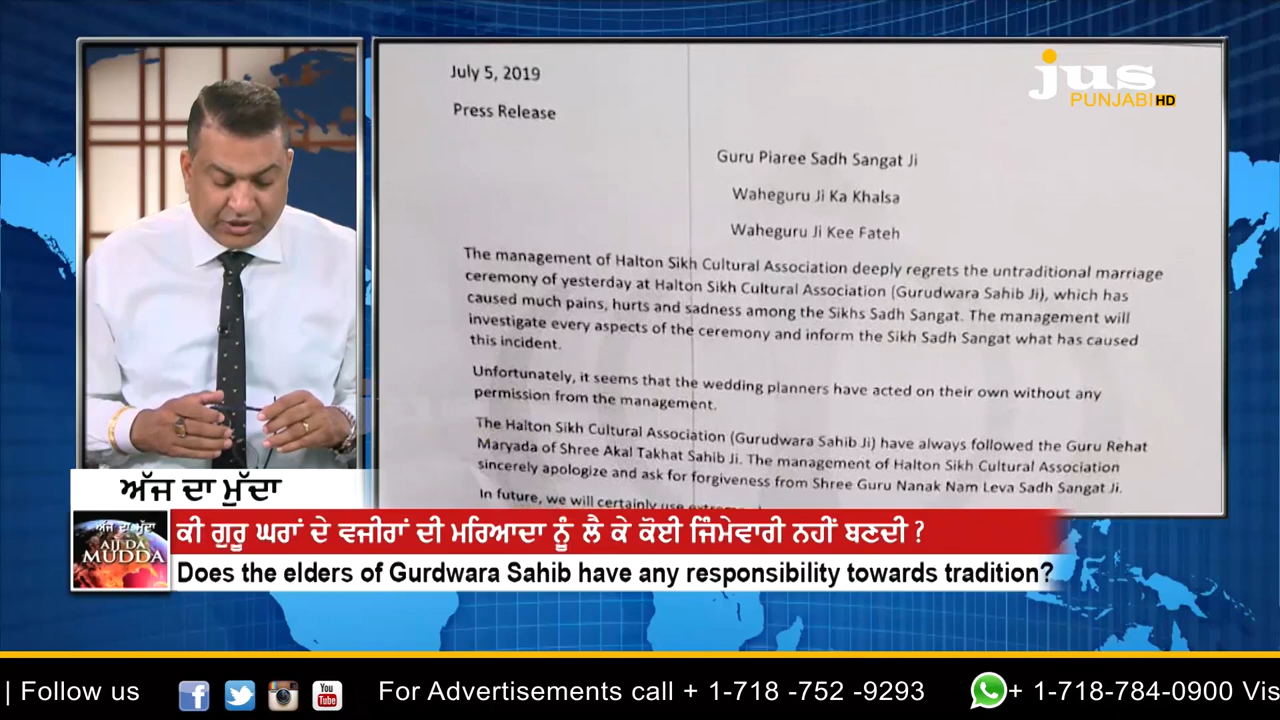 jus
PUNJABI HD
July 5, 2019
Press Release
Guru Piaree Sadh Sangat Ji
Waheguru Ji Ka Khalsa
Waheguru Ji Kee Fateh
The management of Halton Sikh Cultural Association deeply regrets the untraditional marriage
ceremony of yesterday at Halton Sikh Cultural Association (Gurudwara Sahib Ji), which has
caused much pains, hurts and sadness among the Sikhs Sadh Sangat. The management will
investigate every aspects of the ceremony and inform the Sikh Sadh Sangat what has caused
this incident.
Unfortunately, it seems that the wedding planners have acted on their own without any
permission from the management.
The Halton Sikh Cultural Association (Gurudwara Sahib Ji) have always followed the Guru Rehat
Maryada of Shree Akal Takhat Sahib Ji. The management of Halton Sikh Cultural Association
sincerely apologize and ask for forgiveness from Shree Guru Nanak Nam Leva Sadh Sangat Ji.
In future, we will certainly use
ਅੱਜ ਦਾ ਮੁੱਦਾ
ਅੱਜ ਦਾ ਮੁੱਦਾ
AJJ DA
MUDDA
ਕੀ ਗੁਰੂ ਘਰਾਂ ਦੇ ਵਜੀਰਾਂ ਦੀ ਮਰਿਆਦਾ ਨੂੰ ਲੈ ਕੇ ਕੋਈ ਜਿੰਮੇਵਾਰੀ ਨਹੀਂ ਬਣਦੀ ?
Does the elders of Gurdwara Sahib have any responsibility towards tradition?
| Follow us
You
Tube
For Advertisements call + 1-718 -752 -9293
+ 1-718-784-0900 Vis